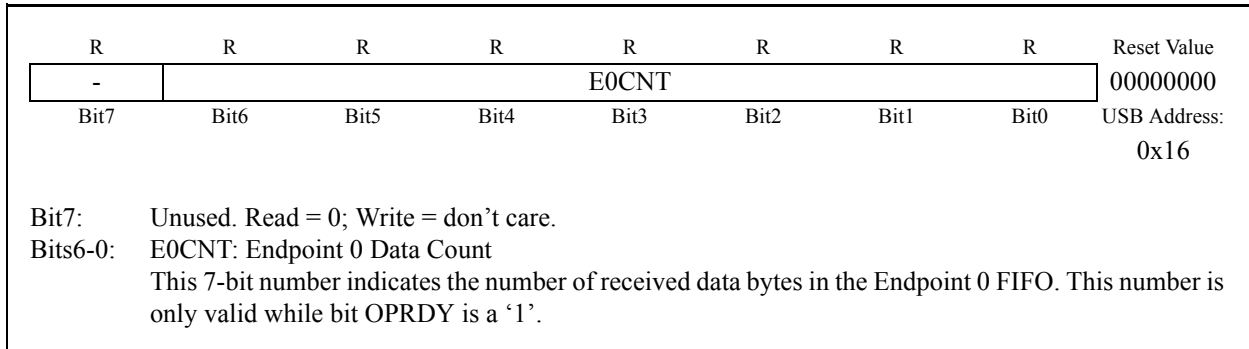 R R R R R R R R Reset Value
- E0CNT 00000000
Bit7 Bit6 Bit5 Bit4 Bit3 Bit2 Bit1 Bit0 USB Address:
0x16
Bit7: Unused. Read = 0; Write = don’t care.
Bits6-0: E0CNT: Endpoint 0 Data Count
This 7-bit number indicates the number of received data bytes in the Endpoint 0 FIFO. This number is
only valid while bit OPRDY is a ‘1’.